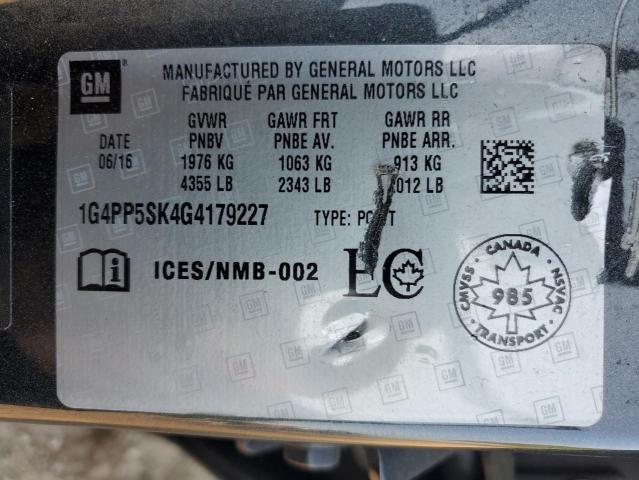 GM
MANUFACTURED BY GENERAL MOTORS LLC
FABRIQUÉ PAR GENERAL MOTORS LLC
GVWR GAWR FRT GAWR RR
DATE PNBV PNBE AV. PNBE ARR.
06/16 1976 KG 1063 KG 913 KG
4355 LB 2343 LB LB
1G4PP5SK4G4179227 TYPE:
ICES/NMB-002
CANADA
CMVSS 985 NSVAC
TRANSPORT